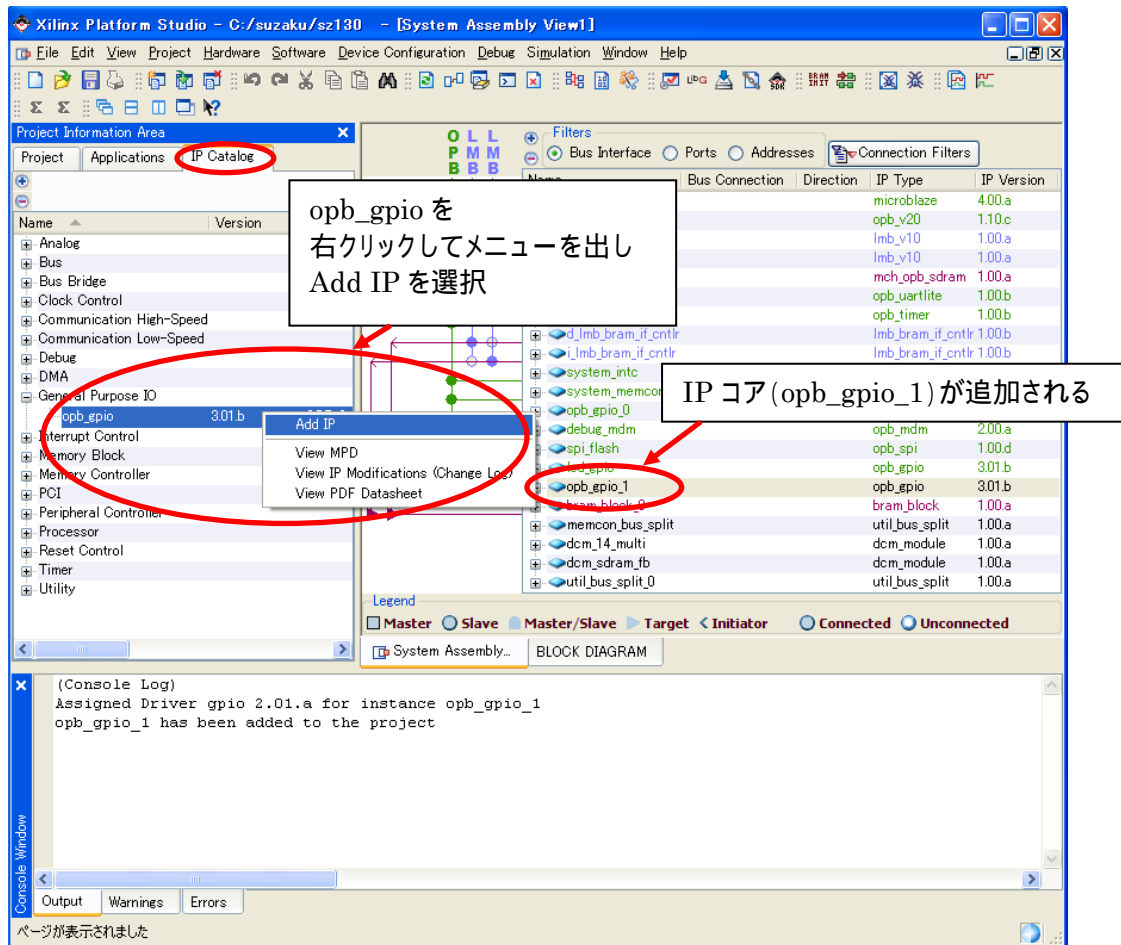 Xilinx Platform Studio - C:/suzaku/sz130 - [System Assembly View1]
File Edit View Project Hardware Software Device Configuration Debug Simulation Window Help
Project Information Area
Project Applications IP Catalog
Name Version
Analog
Bus
Bus Bridge
Clock Control
Communication High-Speed
Communication Low-Speed
Debug
DMA
General Purpose IO
opb_gpio 3.01.b
Interrupt Control
Memory Block
Memory Controller
PCI
Peripheral Controller
Processor
Reset Control
Timer
Utility
Add IP
View MPD
View IP Modifications (Change Log)
View PDF Datasheet
opb_gpio を
右クリックしてメニューを出し
Add IP を選択
O L L
P M M
B B B
Filters
Bus Interface Ports Addresses Connection Filters
Name Bus Connection Direction IP Type IP Version
microblaze 4.00.a
opb_v20 1.10.c
lmb_v10 1.00.a
lmb_v10 1.00.a
mch_opb_sdram 1.00.a
opb_uartlite 1.00.b
opb_timer 1.00.b
d_lmb_bram_if_cntlr lmb_bram_if_cntlr 1.00.b
i_lmb_bram_if_cntlr lmb_bram_if_cntlr 1.00.b
system_intc
system_memcon
opb_gpio_0
IP コア(opb_gpio_1)が追加される
debug_mdm opb_mdm 2.00.a
spi_flash opb_spi 1.00.d
led_gpio opb_gpio 3.01.b
opb_gpio_1 opb_gpio 3.01.b
bram_block_0 bram_block 1.00.a
memcon_bus_split util_bus_split 1.00.a
dcm_14_multi dcm_module 1.00.a
dcm_sdram_fb dcm_module 1.00.a
util_bus_split_0 util_bus_split 1.00.a
Legend
Master Slave Master/Slave Target Initiator Connected Unconnected
System Assembly... BLOCK DIAGRAM
(Console Log)
Assigned Driver gpio 2.01.a for instance opb_gpio_1
opb_gpio_1 has been added to the project
Console Window
Output Warnings Errors
ページが表示されました